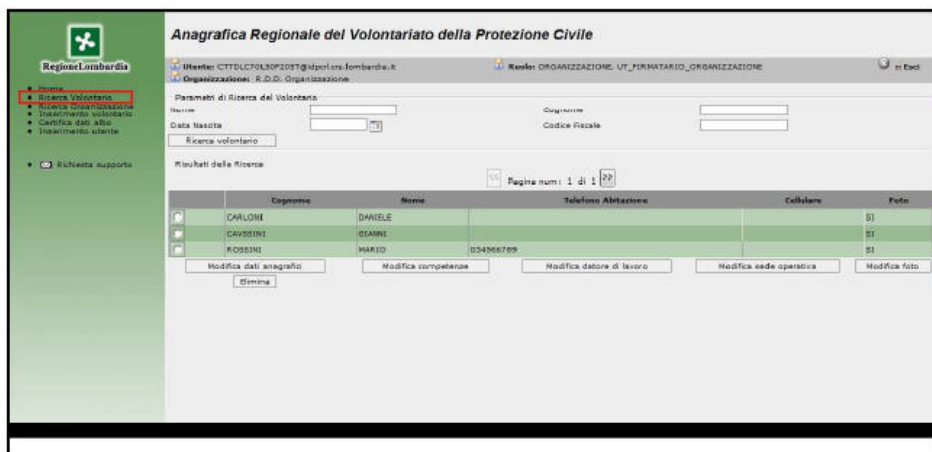 Anagrafica Regionale del Volontariato della Protezione Civile
RegioneLombardia
Utente: Ruolo: ORGANIZZAZIONE, UT_FIRMATARIO_ORGANIZZAZIONE Esci
Organizzazione: R.D.D. Organizzazione
Home
Ricerca Volontario
Ricerca Organizzazione
Inserimento volontario
Certifica dati albo
Inserimento utente
Richiesta supporto
Parametri di Ricerca del Volontario
Nome Cognome
Data Nascita Codice Fiscale
Ricerca volontario
Risultati della Ricerca
<< Pagina num: 1 di 1 >>
Cognome Nome Telefono Abitazione Cellulare Foto
CARLONI DANIELE SI
GIANNI SI
ROSSINI MARIO 034566789 SI
Modifica dati anagrafici Modifica competenze Modifica datore di lavoro Modifica sede operativa Modifica foto
Elimina